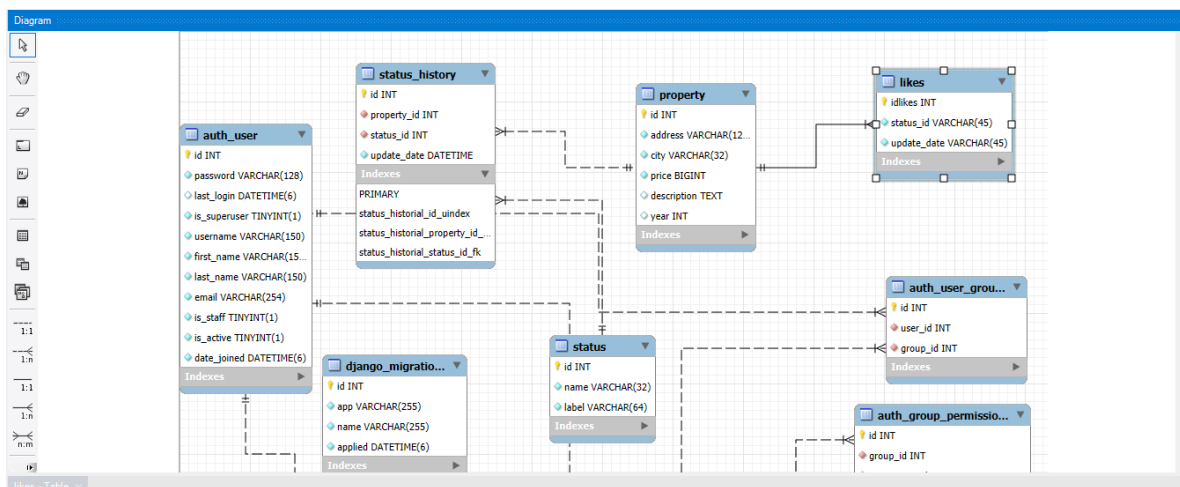 Diagram
status_history
id INT
property_id INT
status_id INT
update_date DATETIME
Indexes
PRIMARY
status_historial_id_uindex
status_historial_property_id_...
status_historial_status_id_fk
property
id INT
address VARCHAR(12...
city VARCHAR(32)
price BIGINT
description TEXT
year INT
Indexes
likes
idlikes INT
status_id VARCHAR(45)
update_date VARCHAR(45)
Indexes
auth_user
id INT
password VARCHAR(128)
last_login DATETIME(6)
is_superuser TINYINT(1)
username VARCHAR(150)
first_name VARCHAR(15...
last_name VARCHAR(150)
email VARCHAR(254)
is_staff TINYINT(1)
is_active TINYINT(1)
date_joined DATETIME(6)
Indexes
auth_user_grou...
id INT
user_id INT
group_id INT
Indexes
status
id INT
name VARCHAR(32)
label VARCHAR(64)
Indexes
django_migratio...
id INT
app VARCHAR(255)
name VARCHAR(255)
applied DATETIME(6)
Indexes
auth_group_permissio...
id INT
group_id INT
1:1
1:n
1:1
1:n
n:m
likes - Table